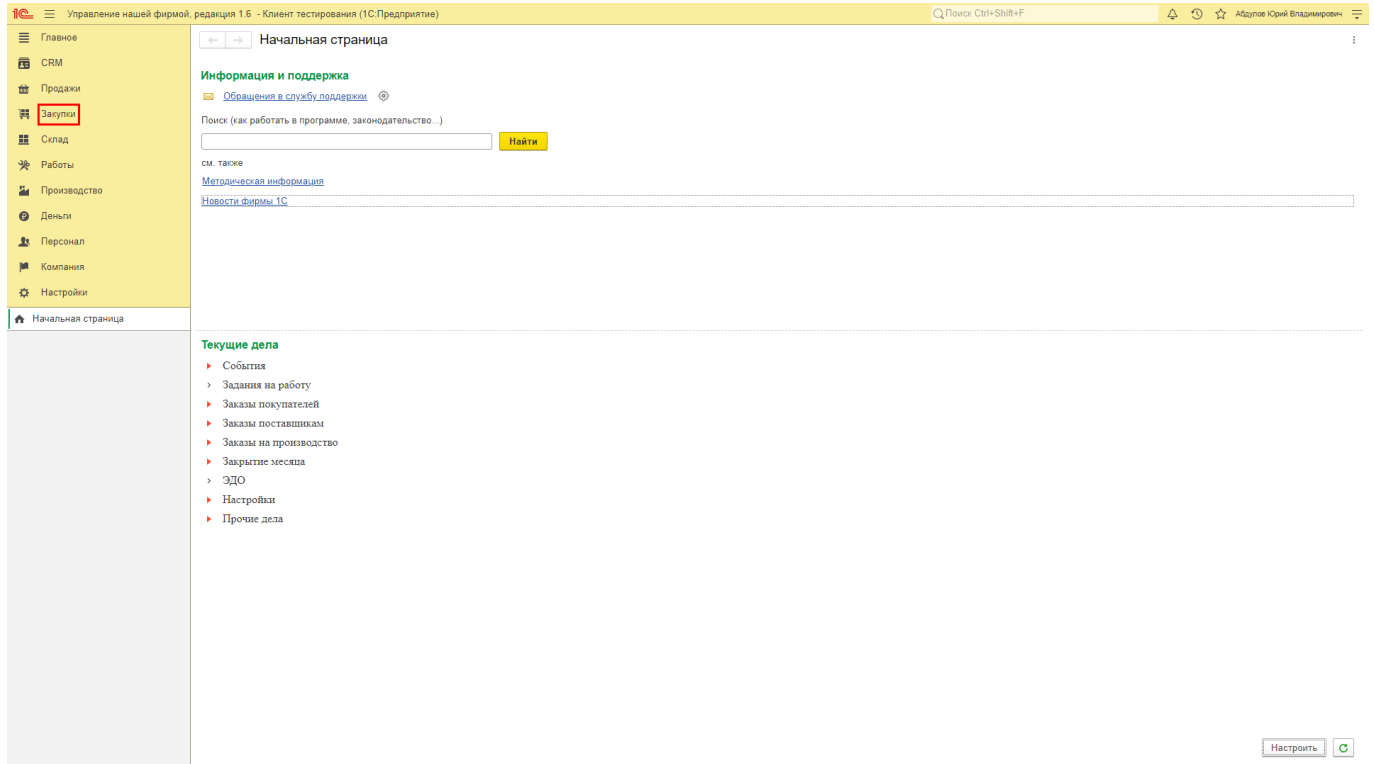 1С Управление нашей фирмой, редакция 1.6 - Клиент тестирования (1С:Предприятие) Поиск Ctrl+Shift+F Абдулов Юрий Владимирович
Главное
CRM
Продажи
Закупки
Склад
Работы
Производство
Деньги
Персонал
Компания
Настройки
Начальная страница
Начальная страница
Информация и поддержка
Обращения в службу поддержки
Поиск (как работать в программе, законодательство...)
Найти
см. также
Методическая информация
Новости фирмы 1С
Текущие дела
События
Задания на работу
Заказы покупателей
Заказы поставщикам
Заказы на производство
Закрытие месяца
ЭДО
Настройки
Прочие дела
Настроить